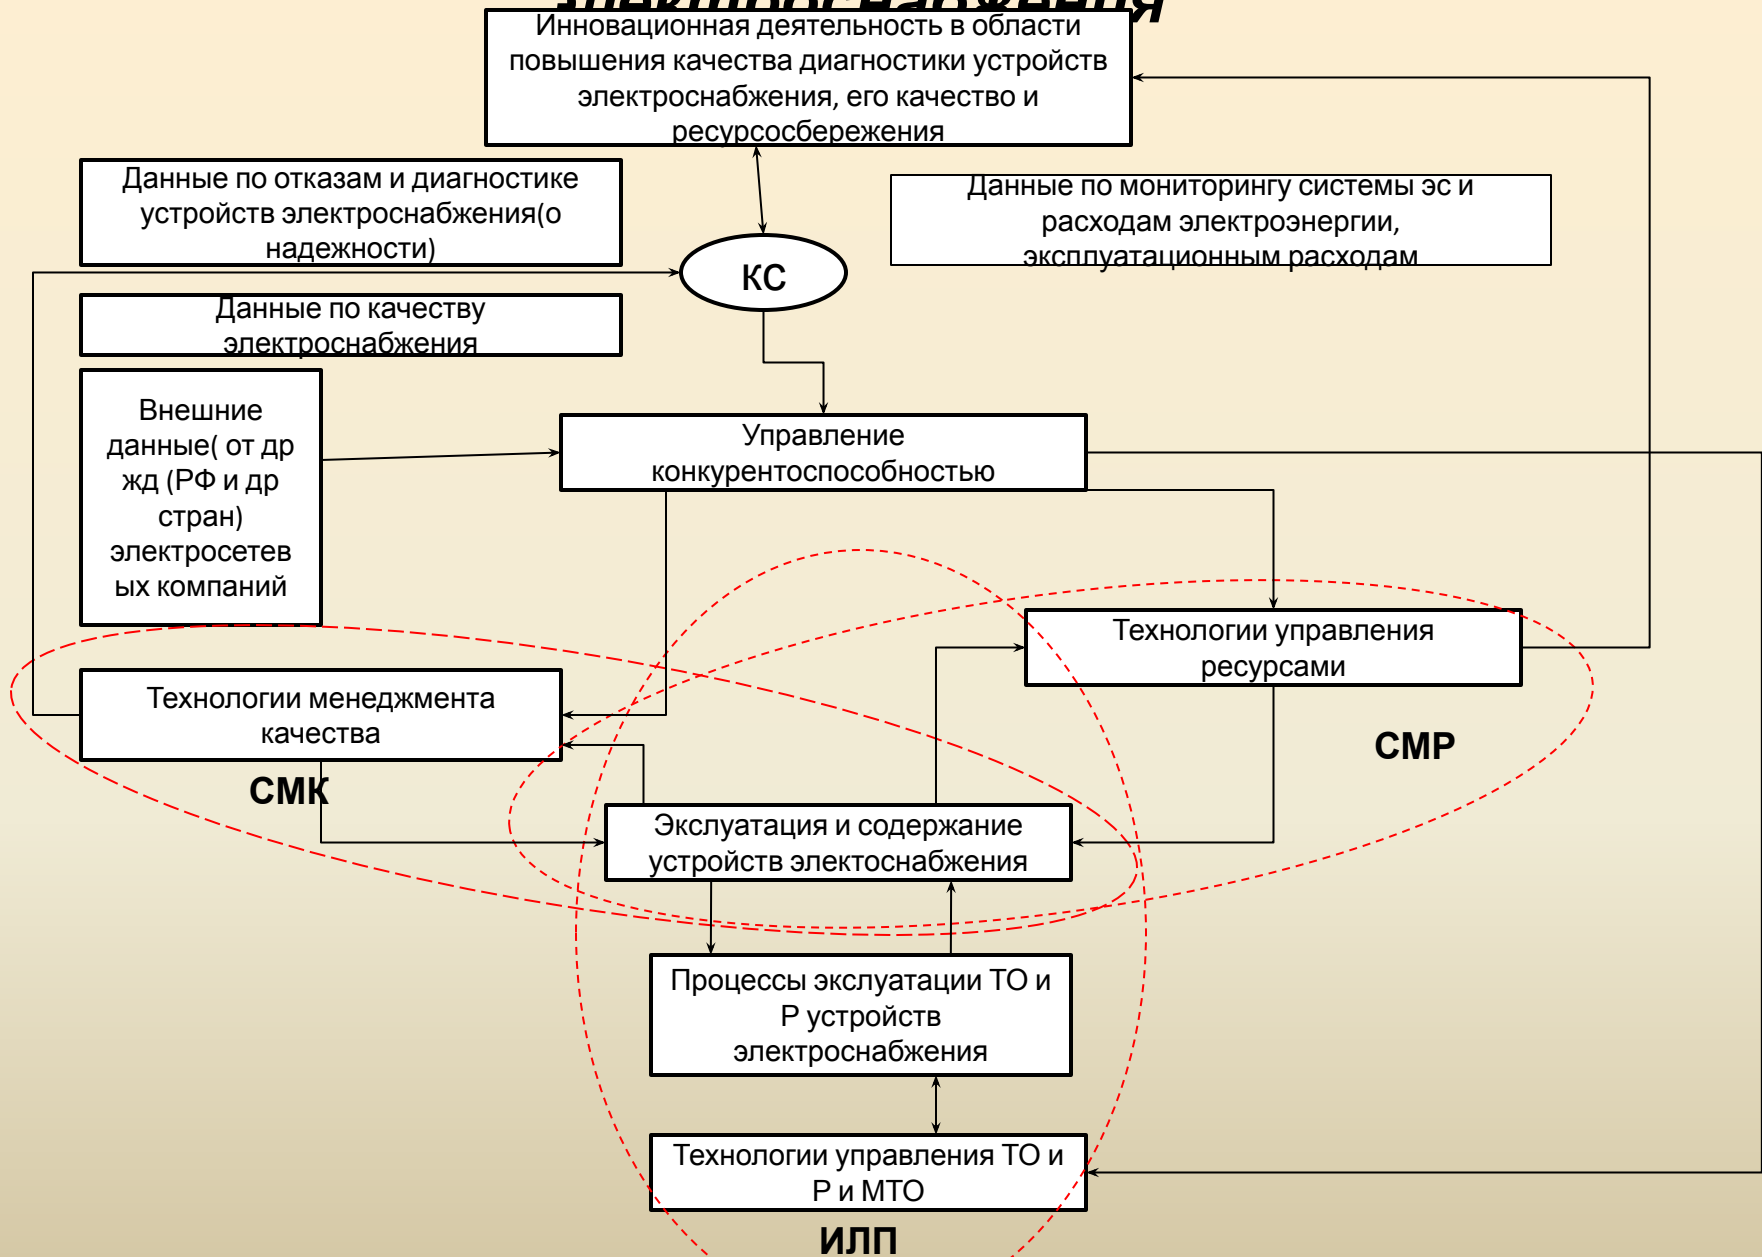 электроснабжения
Инновационная деятельность в области
повышения качества диагностики устройств
электроснабжения, его качество и
ресурсосбережения
Данные по отказам и диагностике
устройств электроснабжения(о
надежности)
Данные по мониторингу системы эс и
расходам электроэнергии,
эксплуатационным расходам
КС
Данные по качеству
электроснабжения
Внешние
данные( от др
жд (РФ и др
стран)
электросетев
ых компаний
Управление
конкурентоспособностью
Технологии управления
ресурсами
Технологии менеджмента
качества
СМР
СМК
Экслуатация и содержание
устройств электоснабжения
Процессы экслуатации ТО и
Р устройств
электроснабжения
Технологии управления ТО и
Р и МТО
ИЛП